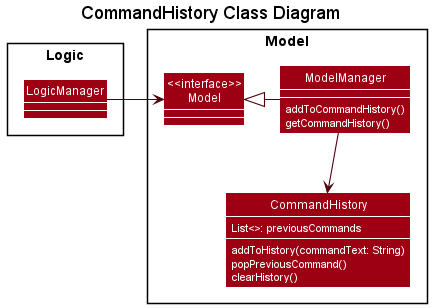 CommandHistory Class Diagram
Logic
LogicManager
Model
<<interface>>
Model
ModelManager
addToCommandHistory()
getCommandHistory()
CommandHistory
List<>: previousCommands
addToHistory(commandText: String)
popPreviousCommand()
clearHistory()